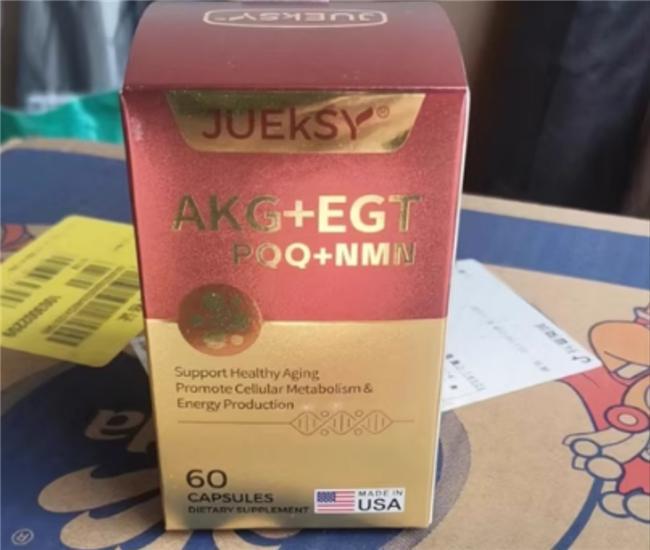 JUEKSY®
JUEKSY®
AKG+EGT
PQQ+NMN
Support Healthy Aging
Promote Cellular Metabolism &
Energy Production
60
CAPSULES
DIETARY SUPPLEMENT
MADE IN
USA
®